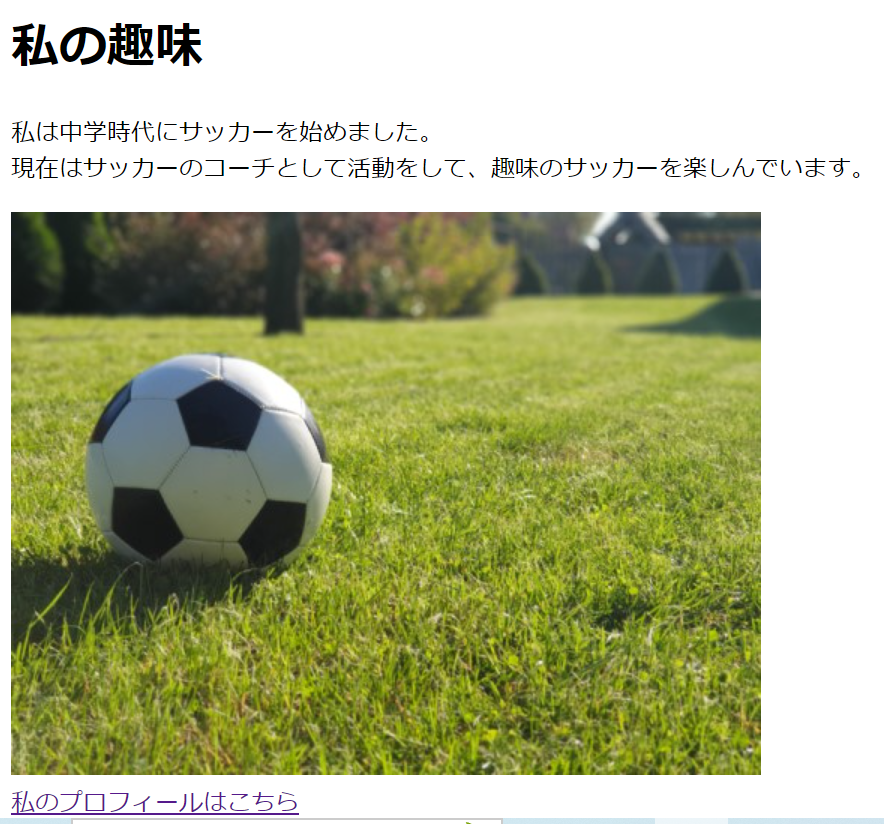 私の趣味
私は中学時代にサッカーを始めました。
現在はサッカーのコーチとして活動をして、趣味のサッカーを楽しんでいます。
私のプロフィールはこちら